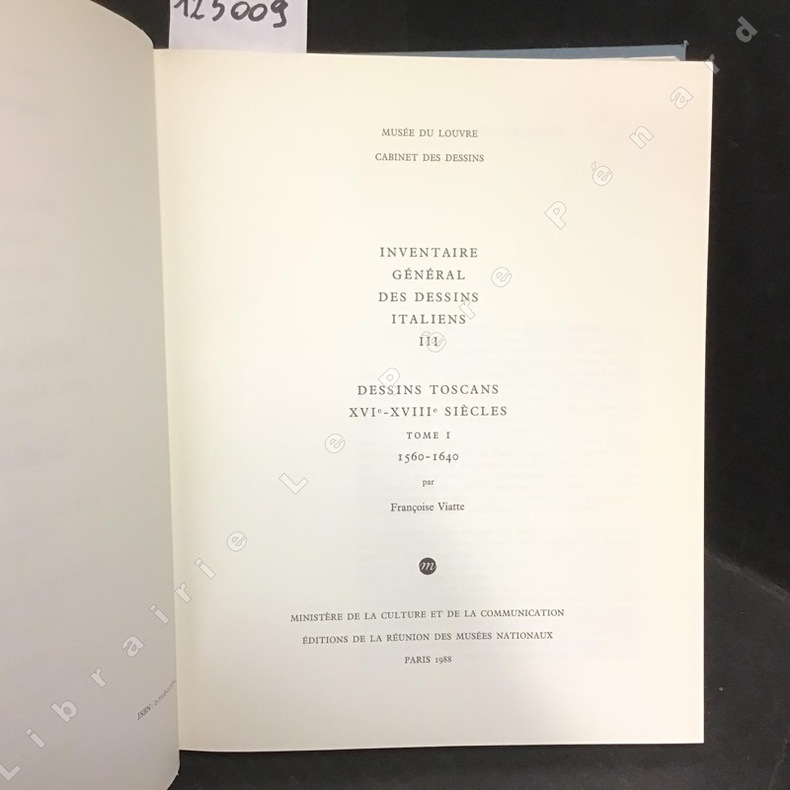 125009
MUSÉE DU LOUVRE
CABINET DES DESSINS
INVENTAIRE
GÉNÉRAL
DES DESSINS
ITALIENS
III
DESSINS TOSCANS
XVIᵉ-XVIIIᵉ SIÈCLES
TOME I
1560-1640
par
Françoise Viatte
m
MINISTÈRE DE LA CULTURE ET DE LA COMMUNICATION
ÉDITIONS DE LA RÉUNION DES MUSÉES NATIONAUX
PARIS 1988
ISBN
Librairie Le Père Pénard